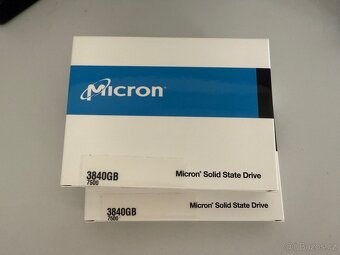 Micron
3840GB
7500
Micron® Solid State Drive
3840GB
7500
Micron® Solid State Drive